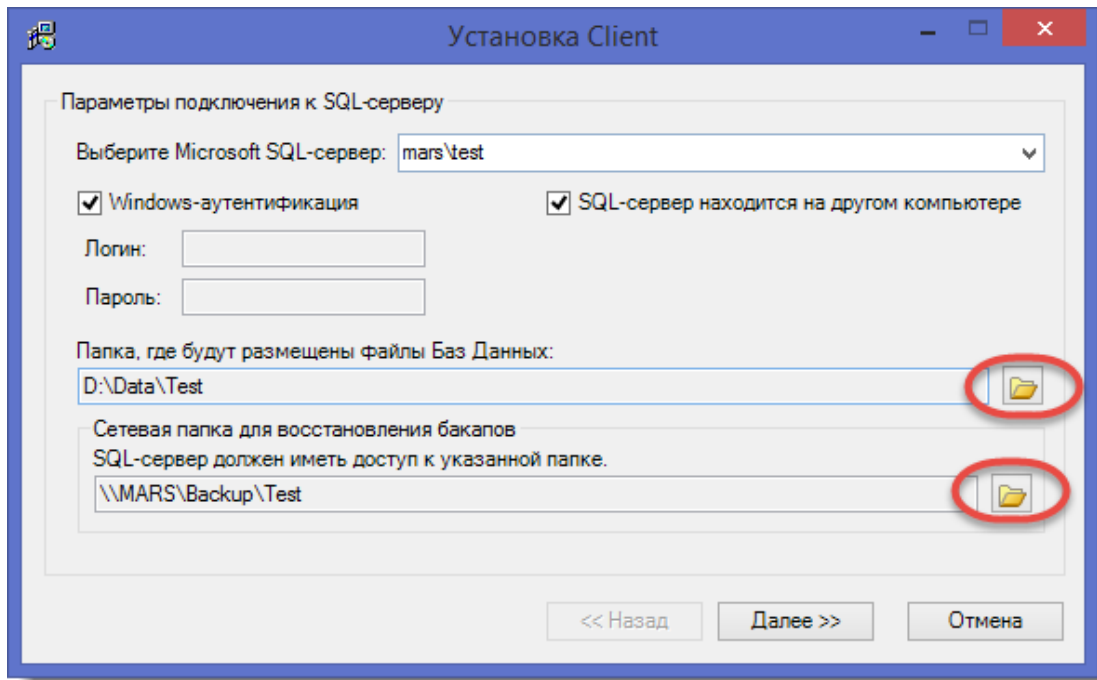 Установка Client
Параметры подключения к SQL-серверу
Выберите Microsoft SQL-сервер: mars\test
Windows-аутентификация SQL-сервер находится на другом компьютере
Логин:
Пароль:
Папка, где будут размещены файлы Баз Данных:
D:\Data\Test
Сетевая папка для восстановления бакапов
SQL-сервер должен иметь доступ к указанной папке.
\\MARS\Backup\Test
<< Назад Далее >> Отмена